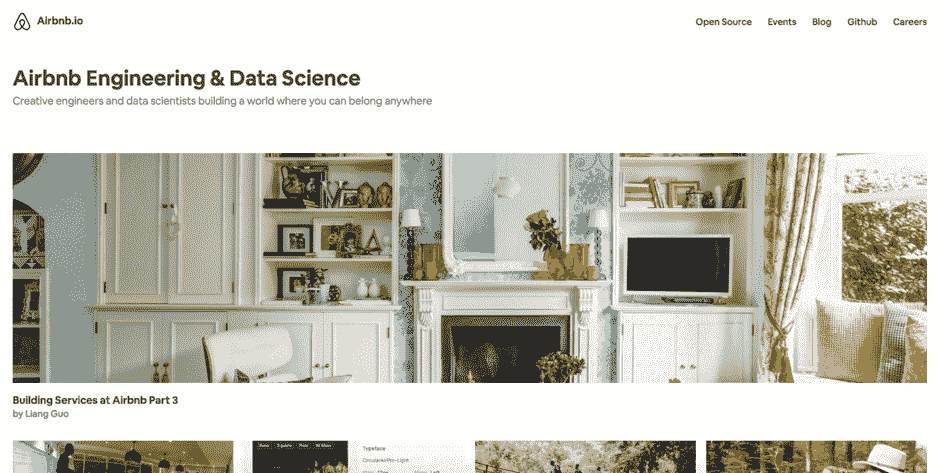 Airbnb.io
Open Source Events Blog Github Careers
Airbnb Engineering & Data Science
Creative engineers and data scientists building a world where you can belong anywhere
Building Services at Airbnb Part 3
by Liang Guo
Typeface
CircularAirPro-Light